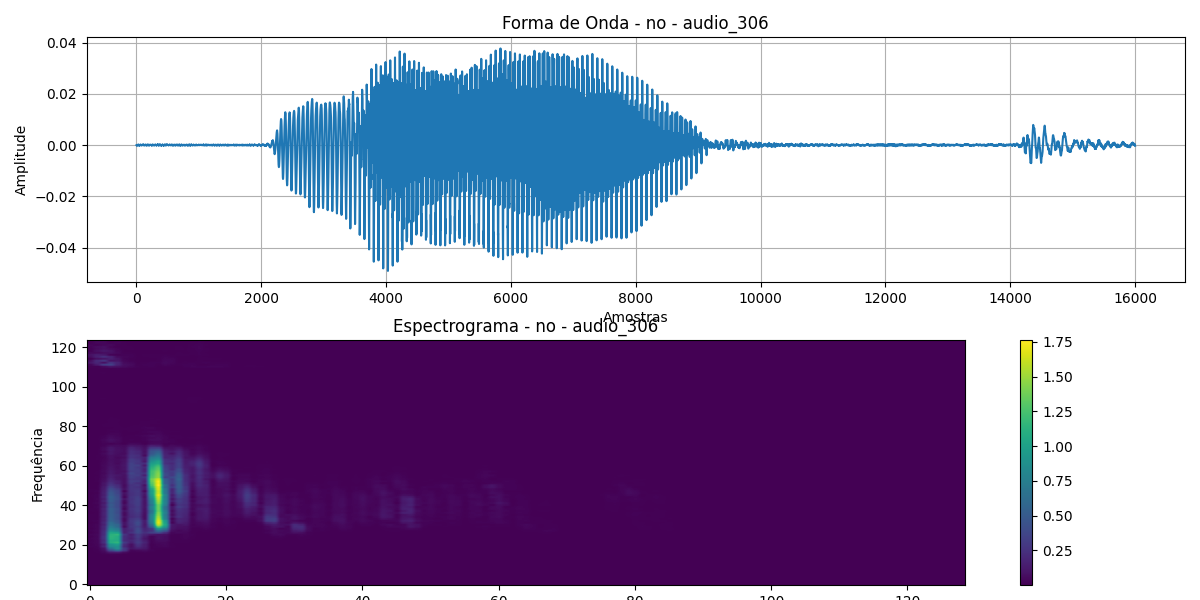 Forma de Onda - no - audio_306
Amplitude
0.04
0.02
0.00
−0.02
−0.04
0 2000 4000 6000 8000 10000 12000 14000 16000
Amostras
Espectrograma - no - audio_306
Frequência
120
100
80
60
40
20
0
0 20 40 60 80 100 120
1.75
1.50
1.25
1.00
0.75
0.50
0.25